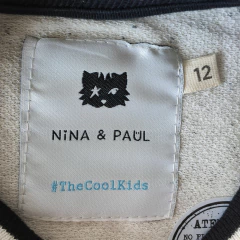 12
NiNA & PAUL
#TheCoolKids